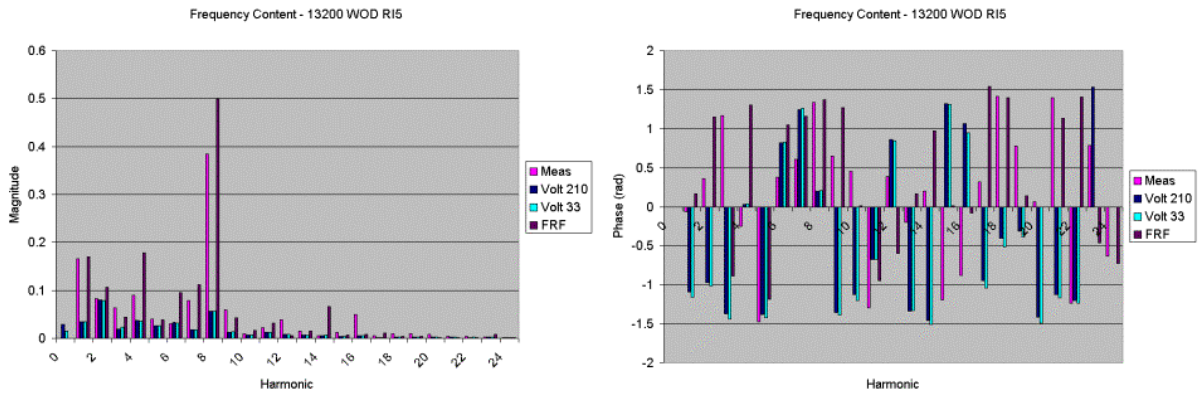 Frequency Content - 13200 WOD RI5
0.6
0.5
0.4
0.3
0.2
0.1
0
Magnitude
0 2 4 6 8 10 12 14 16 18 20 22 24
Harmonic
Meas
Volt 210
Volt 33
FRF
Frequency Content - 13200 WOD RI5
2
1.5
1
0.5
0
-0.5
-1
-1.5
-2
Phase (rad)
0 2 4 6 8 10 12 14 16 18 20 22 24
Harmonic
Meas
Volt 210
Volt 33
FRF